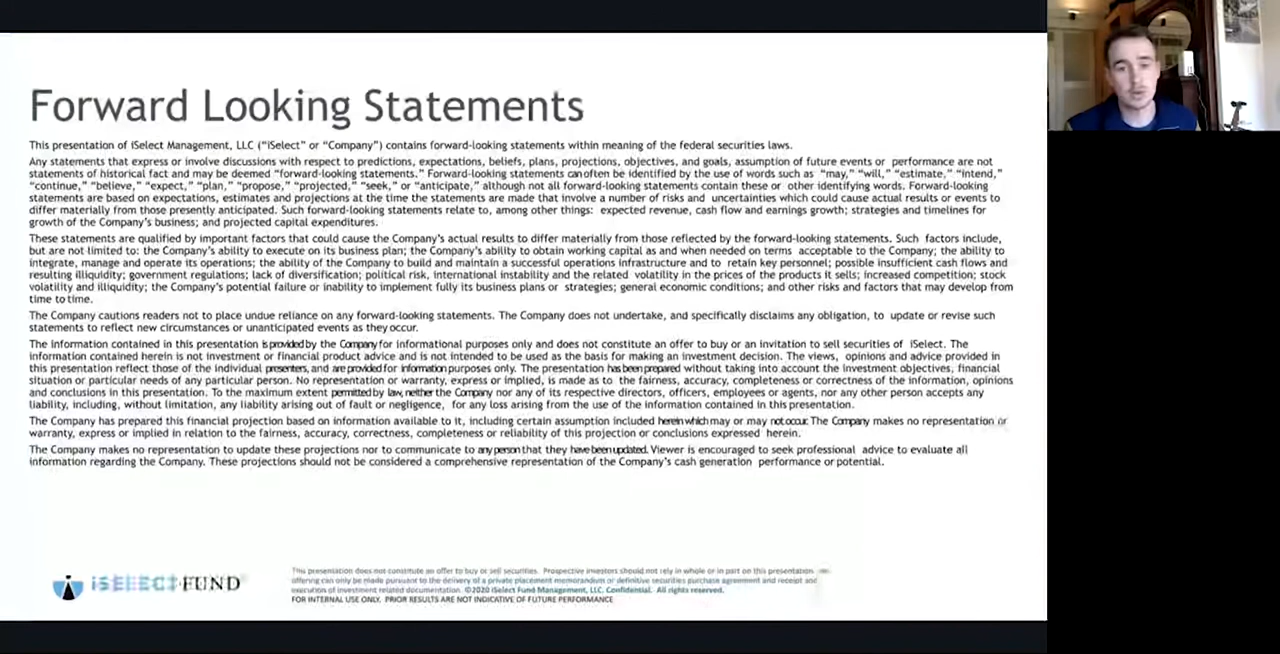 Forward Looking Statements
This presentation of iSelect Management, LLC (“iSelect” or “Company”) contains forward-looking statements within meaning of the federal securities laws.
Any statements that express or involve discussions with respect to predictions, expectations, beliefs, plans, projections, objectives, and goals, assumption of future events or performance are not
statements of historical fact and may be deemed “forward-looking statements.” Forward-looking statements can often be identified by the use of words such as “may,” “will,” “estimate,” “intend,”
“continue,” “believe,” “expect,” “plan,” “propose,” “projected,” “seek,” or “anticipate,” although not all forward-looking statements contain these or other identifying words. Forward-looking
statements are based on expectations, estimates and projections at the time the statements are made that involve a number of risks and uncertainties which could cause actual results or events to
differ materially from those presently anticipated. Such forward-looking statements relate to, among other things: expected revenue, cash flow and earnings growth; strategies and timelines for
growth of the Company’s business; and projected capital expenditures.
These statements are qualified by important factors that could cause the Company’s actual results to differ materially from those reflected by the forward-looking statements. Such factors include,
but are not limited to: the Company’s ability to execute on its business plan; the Company’s ability to obtain working capital as and when needed on terms acceptable to the Company; the ability to
integrate, manage and operate its operations; the ability of the Company to build and maintain a successful operations infrastructure and to retain key personnel; possible insufficient cash flows and
resulting illiquidity; government regulations; lack of diversification; political risk, international instability and the related volatility in the prices of the products it sells; increased competition; stock
volatility and illiquidity; the Company’s potential failure or inability to implement fully its business plans or strategies; general economic conditions; and other risks and factors that may develop from
time to time.
The Company cautions readers not to place undue reliance on any forward-looking statements. The Company does not undertake, and specifically disclaims any obligation, to update or revise such
statements to reflect new circumstances or unanticipated events as they occur.
The information contained in this presentation is provided by the Company for informational purposes only and does not constitute an offer to buy or an invitation to sell securities of iSelect. The
information contained herein is not investment or financial product advice and is not intended to be used as the basis for making an investment decision. The views, opinions and advice provided in
this presentation reflect those of the individual presenters, and are provided for information purposes only. The presentation has been prepared without taking into account the investment objectives, financial
situation or particular needs of any particular person. No representation or warranty, express or implied, is made as to the fairness, accuracy, completeness or correctness of the information, opinions
and conclusions in this presentation. To the maximum extent permitted by law, neither the Company nor any of its respective directors, officers, employees or agents, nor any other person accepts any
liability, including, without limitation, any liability arising out of fault or negligence, for any loss arising from the use of the information contained in this presentation.
The Company has prepared this financial projection based on information available to it, including certain assumption included herein which may or may not occur. The Company makes no representation or
warranty, express or implied in relation to the fairness, accuracy, correctness, completeness or reliability of this projection or conclusions expressed herein.
The Company makes no representation to update these projections nor to communicate to any person that they have been updated. Viewer is encouraged to seek professional advice to evaluate all
information regarding the Company. These projections should not be considered a comprehensive representation of the Company’s cash generation performance or potential.
iSELECT FUND
This presentation does not constitute an offer to buy or sell securities. Prospective investors should not rely in whole or in part on this presentation
offering can only be made pursuant to the delivery of a private placement memorandum or definitive securities purchase agreement and receipt and
execution of investment related documentation. ©2020 iSelect Fund Management, LLC. Confidential. All rights reserved.
FOR INTERNAL USE ONLY. PRIOR RESULTS ARE NOT INDICATIVE OF FUTURE PERFORMANCE